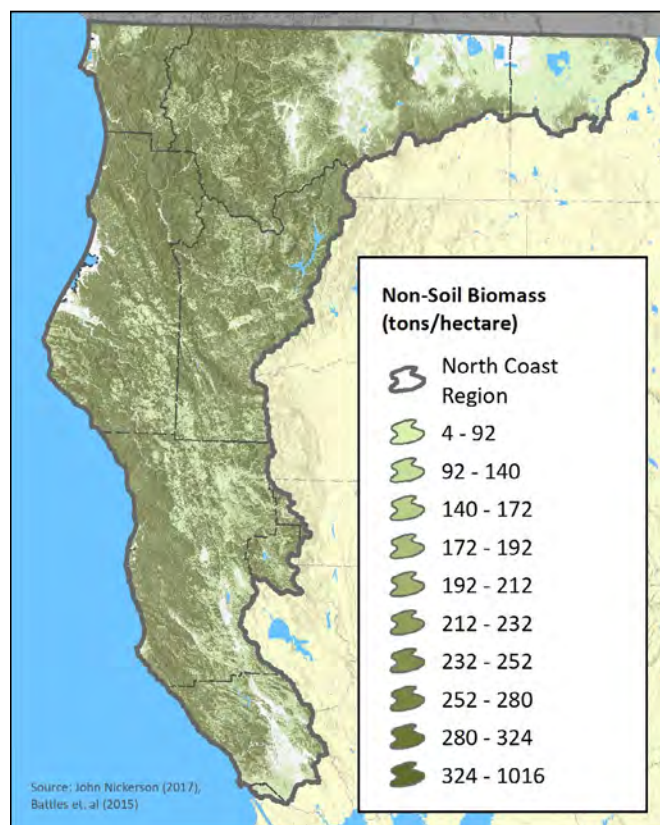 Non-Soil Biomass
(tons/hectare)
North Coast
Region
4 - 92
92 - 140
140 - 172
172 - 192
192 - 212
212 - 232
232 - 252
252 - 280
280 - 324
324 - 1016
Source: John Nickerson (2017),
Battles et. al (2015)